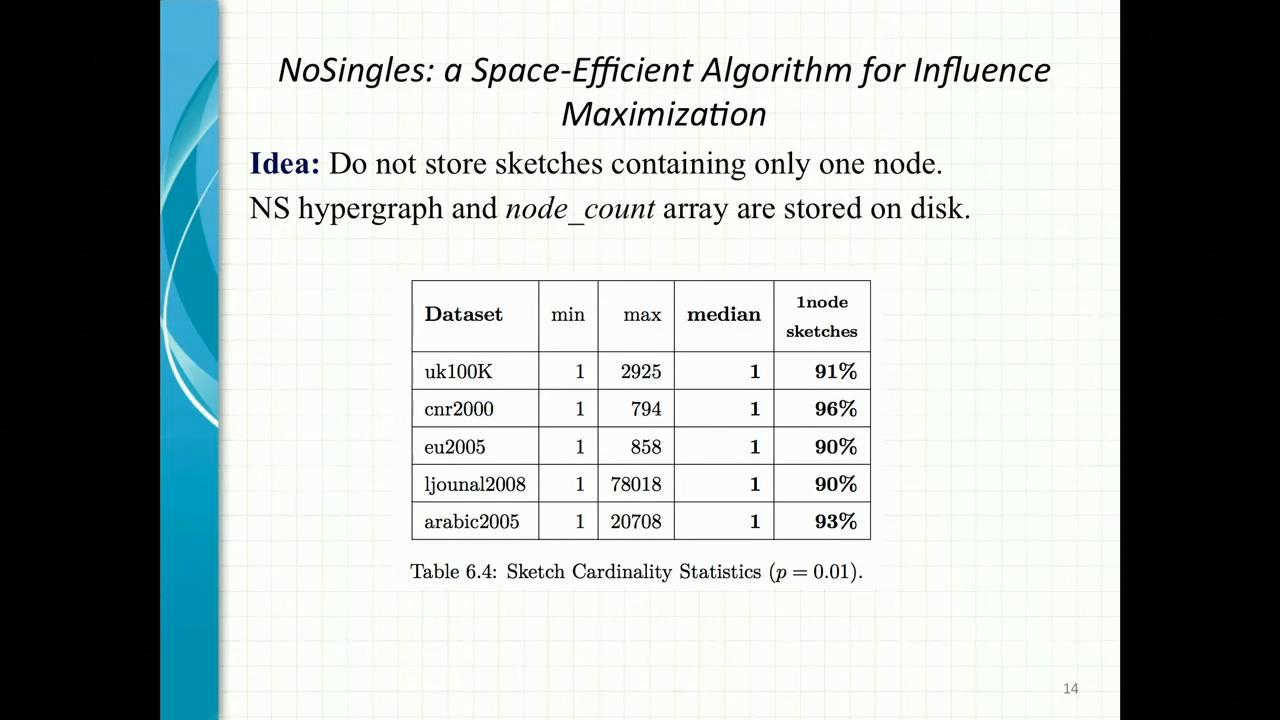 NoSingles: a Space-Efficient Algorithm for Influence
Maximization
Idea: Do not store sketches containing only one node.
NS hypergraph and node_count array are stored on disk.
Dataset min max median 1node sketches
uk100K 1 2925 1 91%
cnr2000 1 794 1 96%
eu2005 1 858 1 90%
ljounal2008 1 78018 1 90%
arabic2005 1 20708 1 93%
Table 6.4: Sketch Cardinality Statistics (p = 0.01).
14